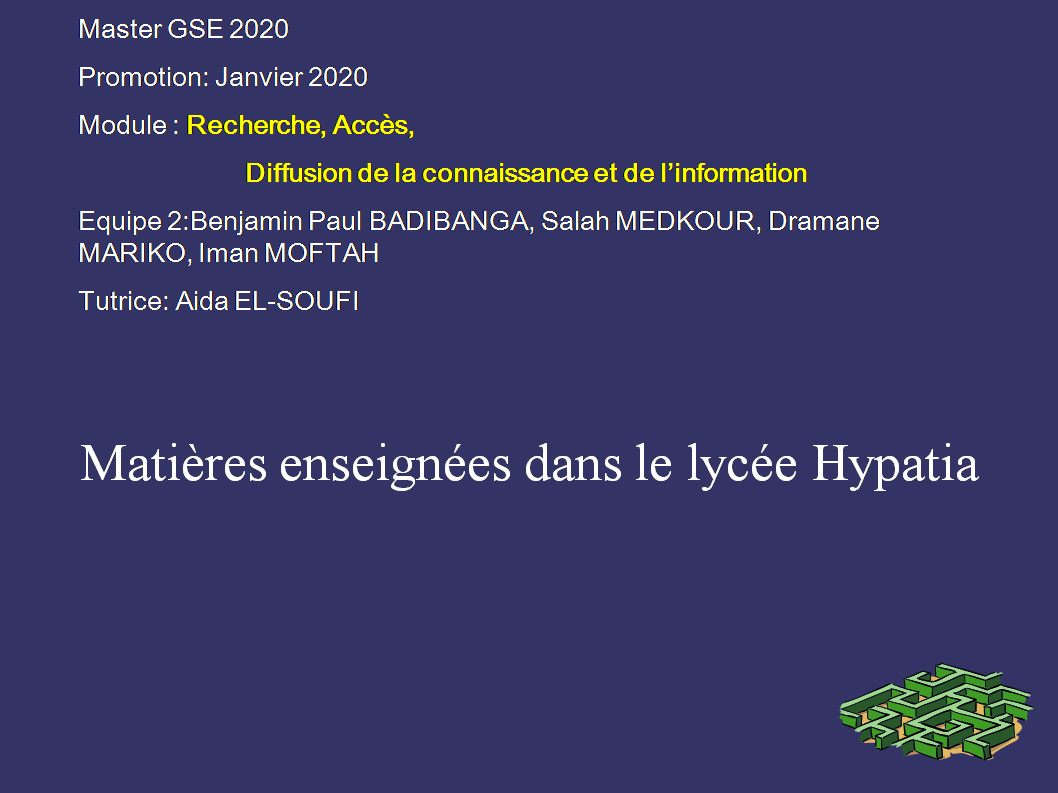 Master GSE 2020
Promotion: Janvier 2020
Module : Recherche, Accès,
Diffusion de la connaissance et de l’information
Equipe 2:Benjamin Paul BADIBANGA, Salah MEDKOUR, Dramane
MARIKO, Iman MOFTAH
Tutrice: Aida EL-SOUFI
Matières enseignées dans le lycée Hypatia